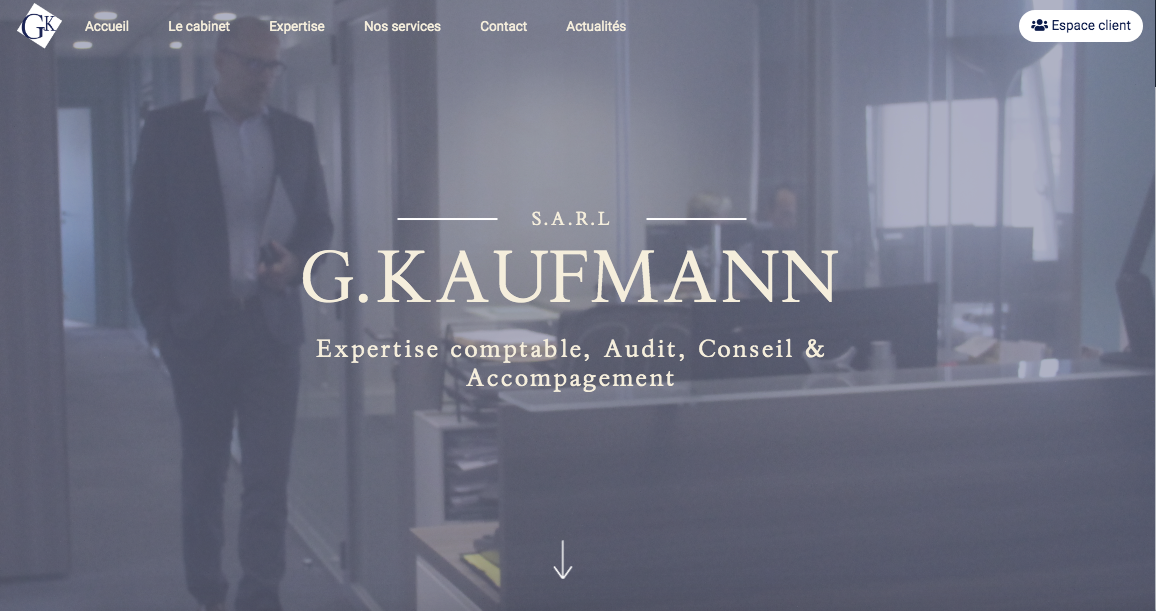 GK
Accueil Le cabinet Expertise Nos services Contact Actualités Espace client
S.A.R.L
G.KAUFMANN
Expertise comptable, Audit, Conseil &
Accompagement